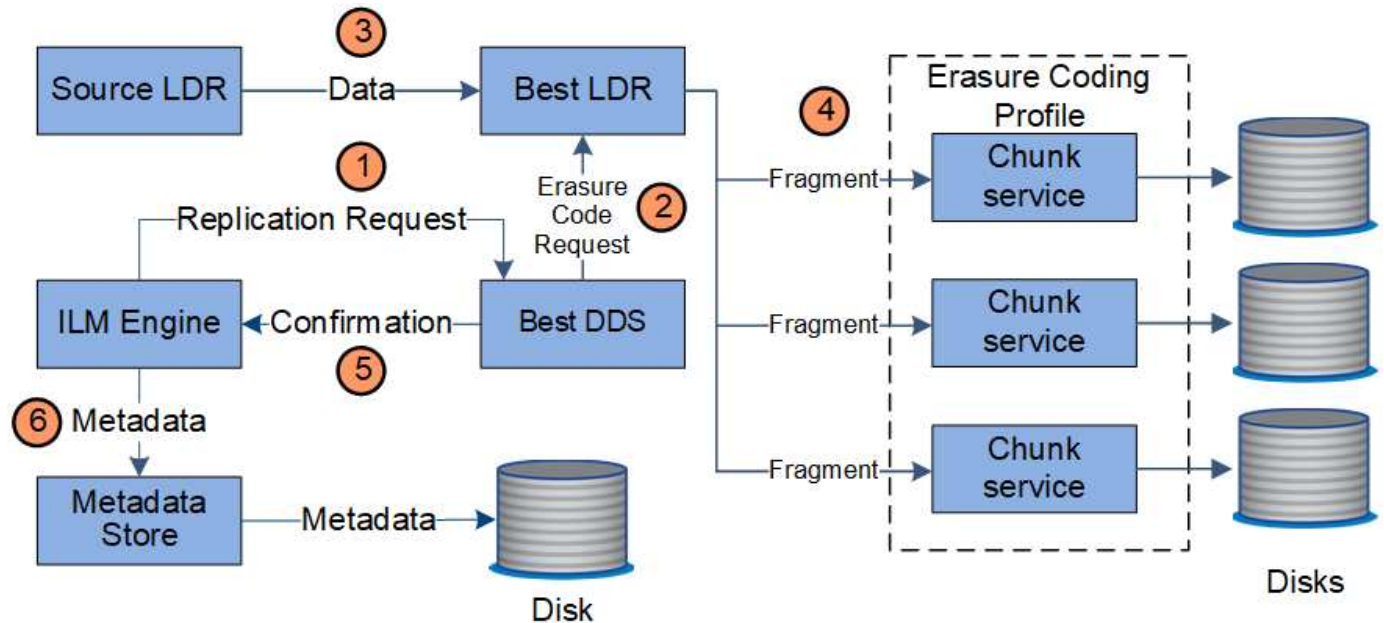 3
Source LDR
Data
Best LDR
4
Erasure Coding
Profile
1
Replication Request
Erasure
Code
Request
2
Fragment
Chunk
service
ILM Engine
Confirmation
5
Best DDS
Fragment
Chunk
service
6
Metadata
Metadata
Store
Metadata
Disk
Fragment
Chunk
service
Disks